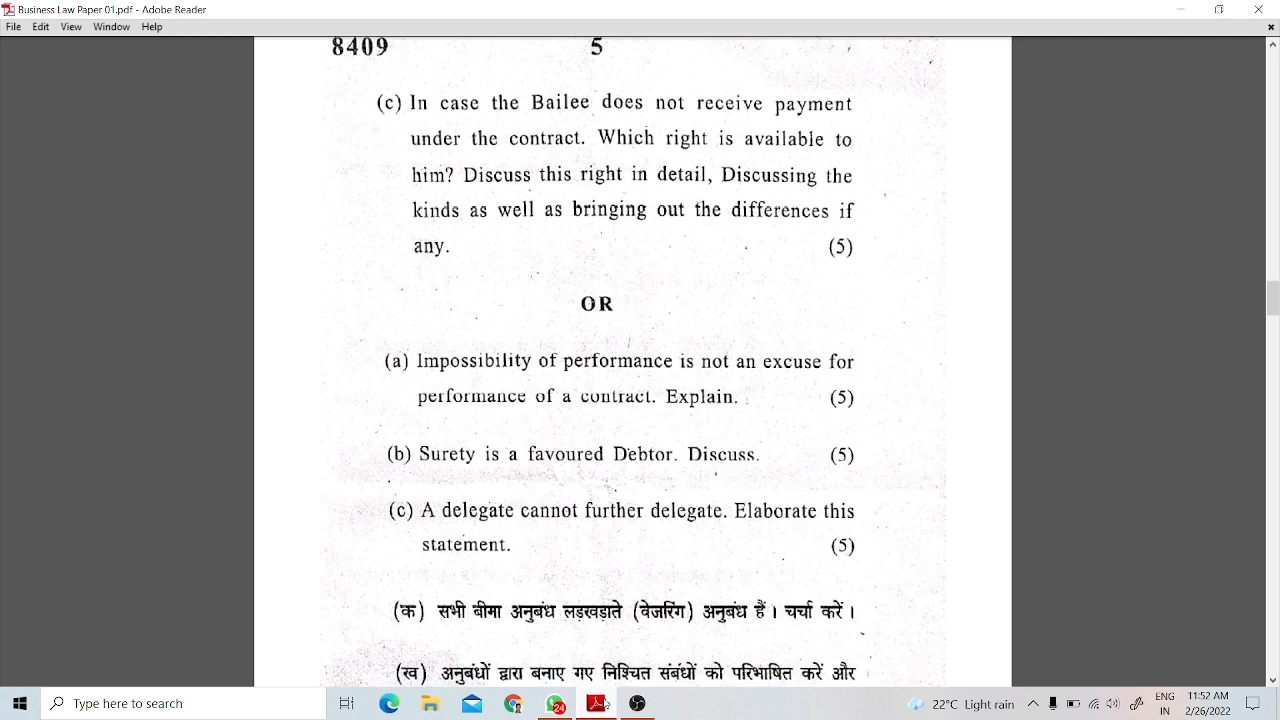 Business Law Paper 01.pdf - Adobe Reader
File Edit View Window Help
8409 5
(c) In case the Bailee does not receive payment
under the contract. Which right is available to
him? Discuss this right in detail, Discussing the
kinds as well as bringing out the differences if
any. (5)
OR
(a) Impossibility of performance is not an excuse for
performance of a contract. Explain. (5)
(b) Surety is a favoured Debtor. Discuss. (5)
(c) A delegate cannot further delegate. Elaborate this
statement. (5)
(क) सभी बीमा अनुबंध लड़खड़ाते (वेजरिंग) अनुबंध हैं। चर्चा करें।
(ख) अनुबंधों द्वारा बनाए गए निश्चित संबंधों को परिभाषित करें और
Type here to search
24
22°C Light rain
ENG
IN
11:52 AM
2/26/2022